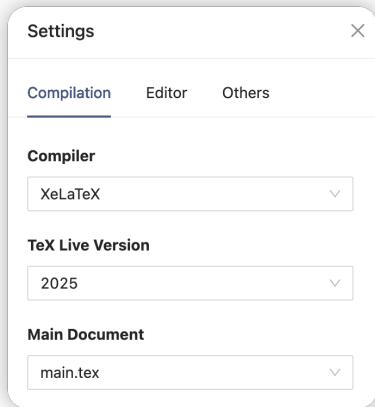 Settings
Compilation Editor Others
Compiler
XeLaTeX
TeX Live Version
2025
Main Document
main.tex